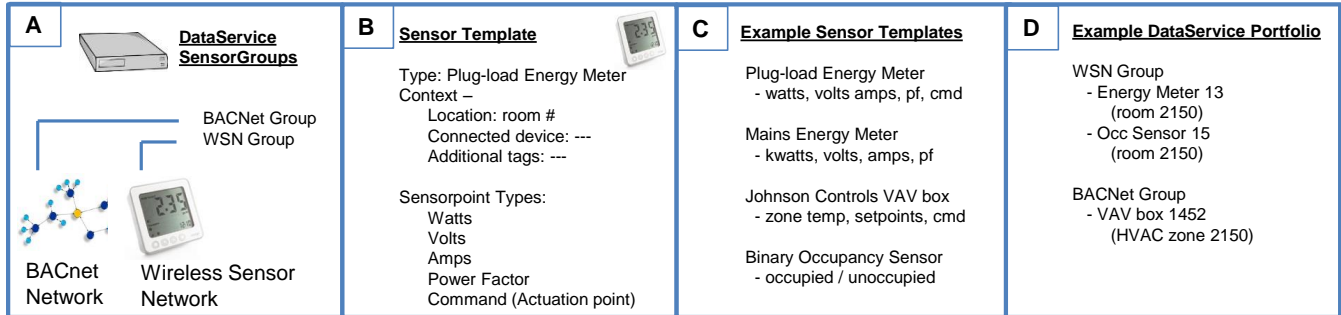 A
DataService
SensorGroups
BACNet Group
WSN Group
BACnet
Network
Wireless Sensor
Network
B
Sensor Template
Type: Plug-load Energy Meter
Context –
Location: room #
Connected device: ---
Additional tags: ---
Sensorpoint Types:
Watts
Volts
Amps
Power Factor
Command (Actuation point)
C
Example Sensor Templates
Plug-load Energy Meter
- watts, volts amps, pf, cmd
Mains Energy Meter
- kwatts, volts, amps, pf
Johnson Controls VAV box
- zone temp, setpoints, cmd
Binary Occupancy Sensor
- occupied / unoccupied
D
Example DataService Portfolio
WSN Group
- Energy Meter 13
(room 2150)
- Occ Sensor 15
(room 2150)
BACNet Group
- VAV box 1452
(HVAC zone 2150)